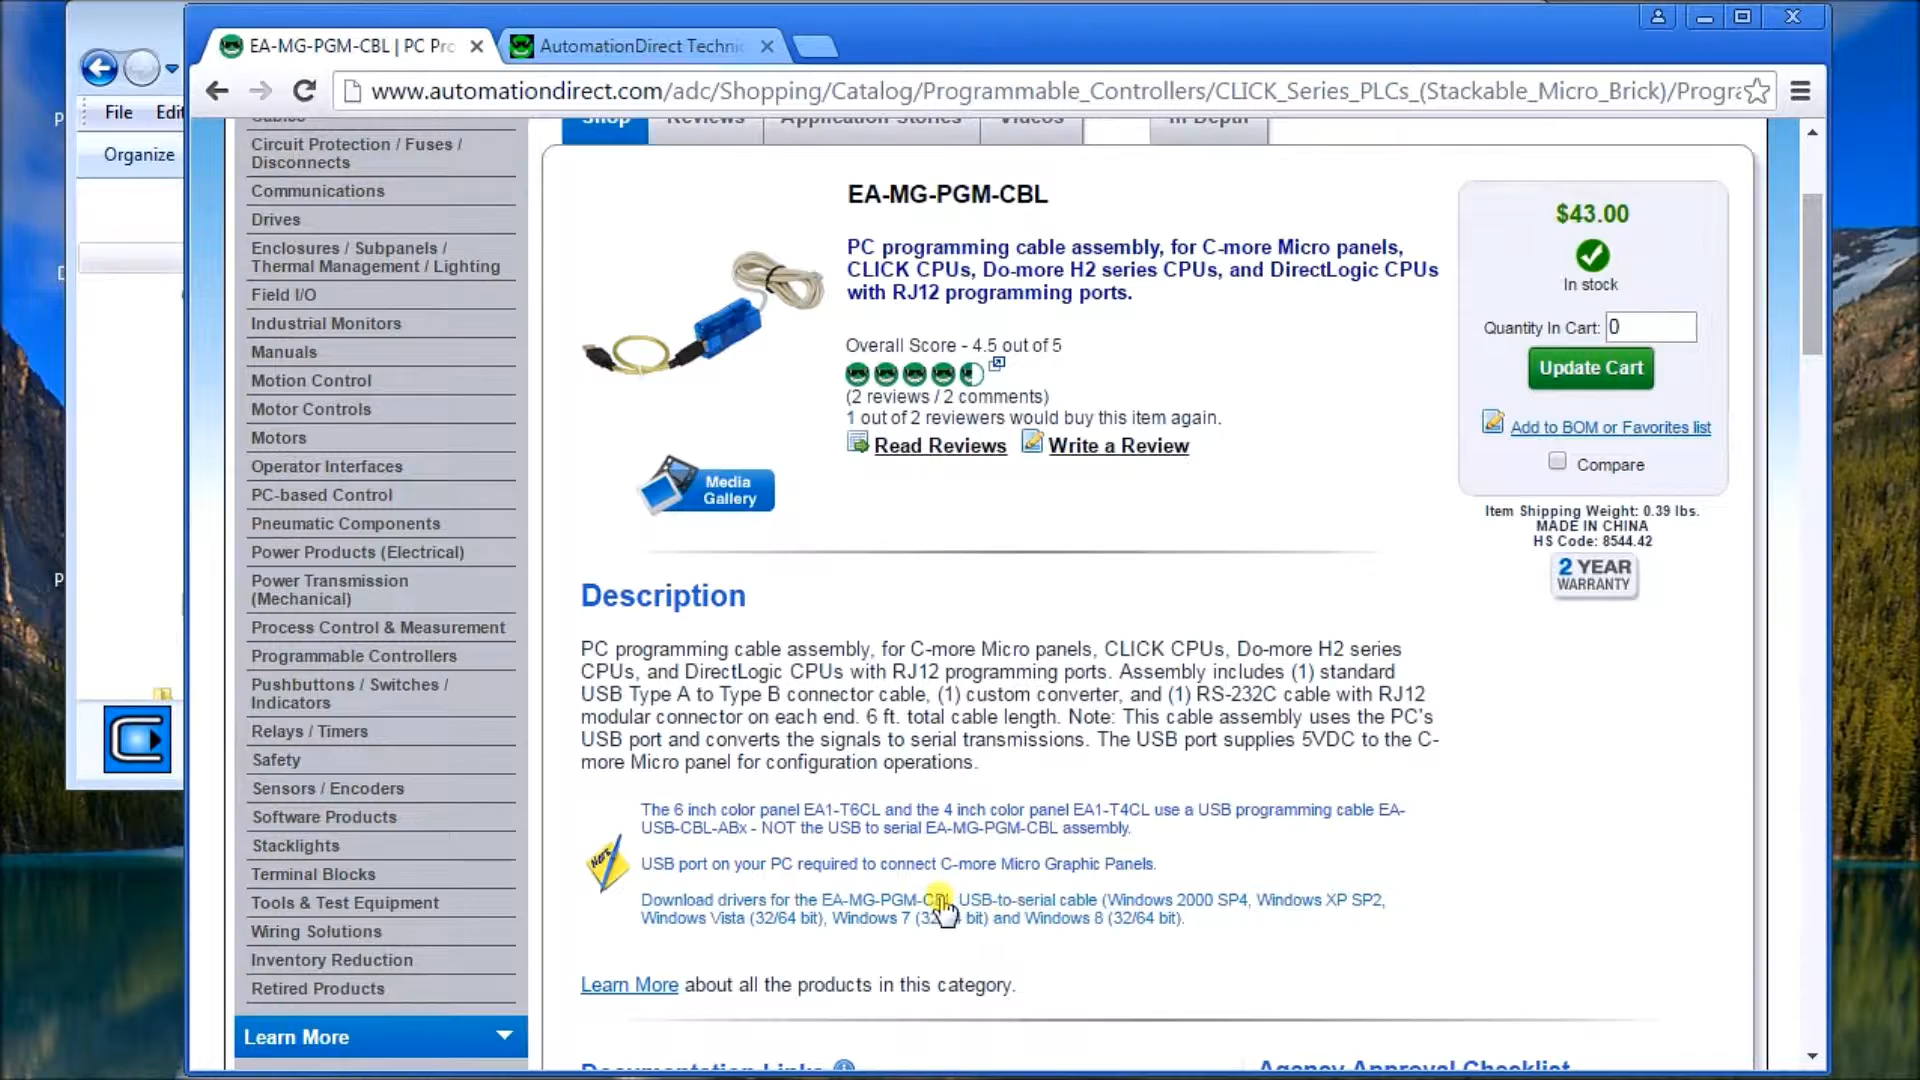 EA-MG-PGM-CBL | PC Pro
AutomationDirect Techni
www.automationdirect.com/adc/Shopping/Catalog/Programmable_Controllers/CLICK_Series_PLCs_(Stackable_Micro_Brick)/Progra
File Edit
Organize
Cables
Circuit Protection / Fuses /
Disconnects
Communications
Drives
Enclosures / Subpanels /
Thermal Management / Lighting
Field I/O
Industrial Monitors
Manuals
Motion Control
Motor Controls
Motors
Operator Interfaces
PC-based Control
Pneumatic Components
Power Products (Electrical)
Power Transmission
(Mechanical)
Process Control & Measurement
Programmable Controllers
Pushbuttons / Switches /
Indicators
Relays / Timers
Safety
Sensors / Encoders
Software Products
Stacklights
Terminal Blocks
Tools & Test Equipment
Wiring Solutions
Inventory Reduction
Retired Products
Learn More
Shop Reviews Application Stories Videos In Depth
EA-MG-PGM-CBL
PC programming cable assembly, for C-more Micro panels,
CLICK CPUs, Do-more H2 series CPUs, and DirectLogic CPUs
with RJ12 programming ports.
Overall Score - 4.5 out of 5
(2 reviews / 2 comments)
1 out of 2 reviewers would buy this item again.
Read Reviews Write a Review
Media
Gallery
$43.00
In stock
Quantity In Cart: 0
Update Cart
Add to BOM or Favorites list
Compare
Item Shipping Weight: 0.39 lbs.
MADE IN CHINA
HS Code: 8544.42
2 YEAR
WARRANTY
Description
PC programming cable assembly, for C-more Micro panels, CLICK CPUs, Do-more H2 series
CPUs, and DirectLogic CPUs with RJ12 programming ports. Assembly includes (1) standard
USB Type A to Type B connector cable, (1) custom converter, and (1) RS-232C cable with RJ12
modular connector on each end. 6 ft. total cable length. Note: This cable assembly uses the PC's
USB port and converts the signals to serial transmissions. The USB port supplies 5VDC to the C-
more Micro panel for configuration operations.
Note
The 6 inch color panel EA1-T6CL and the 4 inch color panel EA1-T4CL use a USB programming cable EA-
USB-CBL-ABx - NOT the USB to serial EA-MG-PGM-CBL assembly.
USB port on your PC required to connect C-more Micro Graphic Panels.
Download drivers for the EA-MG-PGM-CBL USB-to-serial cable (Windows 2000 SP4, Windows XP SP2,
Windows Vista (32/64 bit), Windows 7 (32/64 bit) and Windows 8 (32/64 bit).
Learn More about all the products in this category.
Documentation Links
Agency Approval Checklist